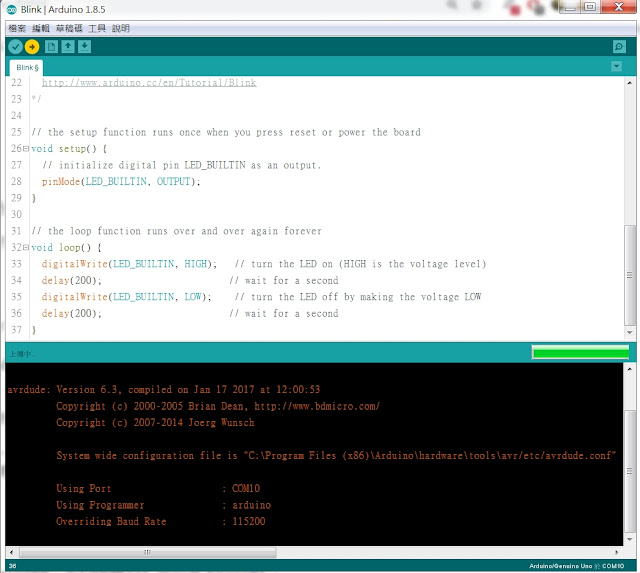 Blink | Arduino 1.8.5
檔案 編輯 草稿碼 工具 說明
Blink §
22 http://www.arduino.cc/en/Tutorial/Blink
23 */
24
25 // the setup function runs once when you press reset or power the board
26 void setup() {
27 // initialize digital pin LED_BUILTIN as an output.
28 pinMode(LED_BUILTIN, OUTPUT);
29 }
30
31 // the loop function runs over and over again forever
32 void loop() {
33 digitalWrite(LED_BUILTIN, HIGH); // turn the LED on (HIGH is the voltage level)
34 delay(200); // wait for a second
35 digitalWrite(LED_BUILTIN, LOW); // turn the LED off by making the voltage LOW
36 delay(200); // wait for a second
37 }
上傳中...
avrdude: Version 6.3, compiled on Jan 17 2017 at 12:00:53
Copyright (c) 2000-2005 Brian Dean, http://www.bdmicro.com/
Copyright (c) 2007-2014 Joerg Wunsch
System wide configuration file is "C:\Program Files (x86)\Arduino\hardware\tools\avr/etc/avrdude.conf"
Using Port : COM10
Using Programmer : arduino
Overriding Baud Rate : 115200
36 Arduino/Genuino Uno 於 COM10